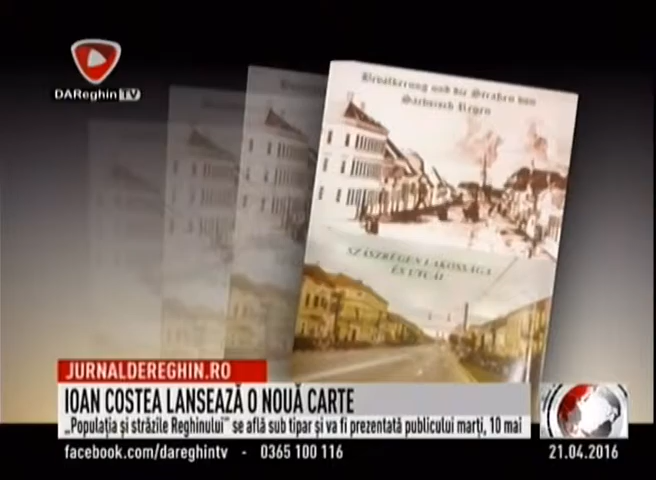 DAReghin TV
Bevölkerung und die Straßen von
Sächsisch Regen
SZÁSZRÉGEN LAKOSSÁGA
ÉS UTCÁI
JURNALDEREGHIN.RO
IOAN COSTEA LANSEAZĂ O NOUĂ CARTE
„Populația și străzile Reghinului” se află sub tipar și va fi prezentată publicului marți, 10 mai
facebook.com/dareghintv - 0365 100 116
21.04.2016